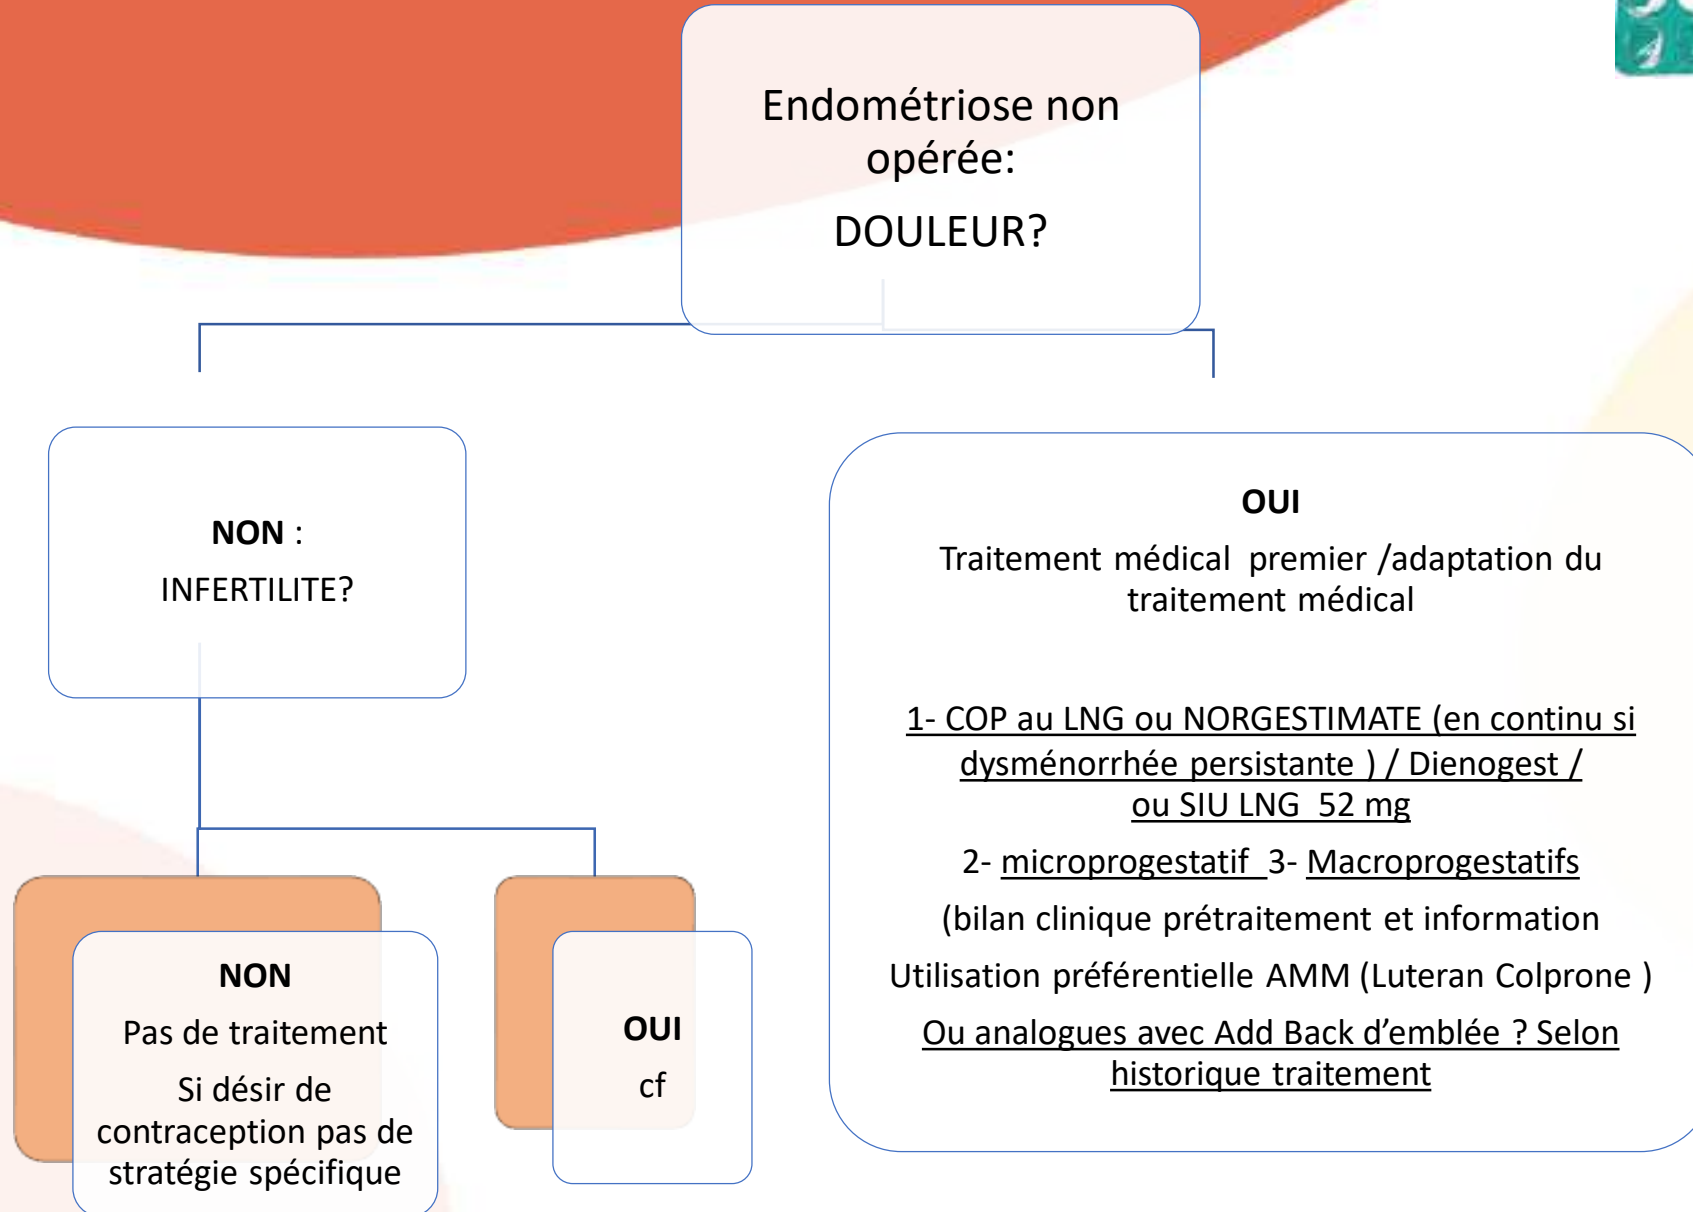 Endométriose non
opérée:
DOULEUR?
NON :
INFERTILITE?
NON
Pas de traitement
Si désir de
contraception pas de
stratégie spécifique
OUI
cf
OUI
Traitement médical premier /adaptation du
traitement médical
1- COP au LNG ou NORGESTIMATE (en continu si
dysménorrhée persistante ) / Dienogest /
ou SIU LNG 52 mg
2- microprogestatif 3- Macroprogestatifs
(bilan clinique prétraitement et information
Utilisation préférentielle AMM (Luteran Colprone )
Ou analogues avec Add Back d’emblée ? Selon
historique traitement